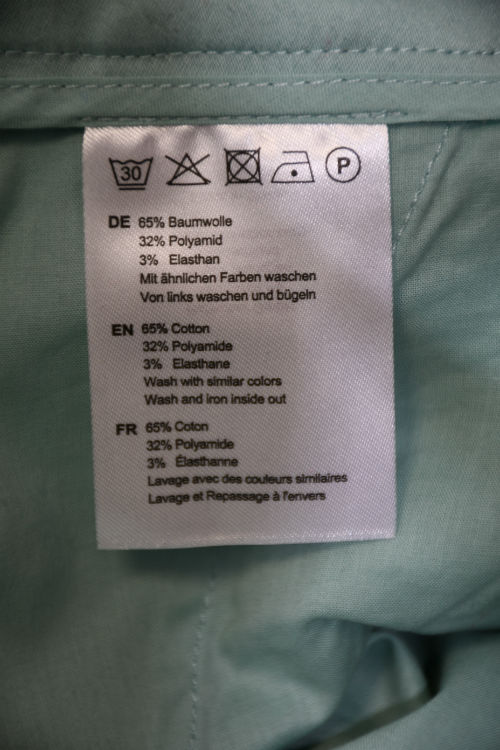 30 P
DE 65% Baumwolle
32% Polyamid
3% Elasthan
Mit ähnlichen Farben waschen
Von links waschen und bügeln
EN 65% Cotton
32% Polyamide
3% Elasthane
Wash with similar colors
Wash and iron inside out
FR 65% Coton
32% Polyamide
3% Élasthanne
Lavage avec des couleurs similaires
Lavage et Repassage à l'envers